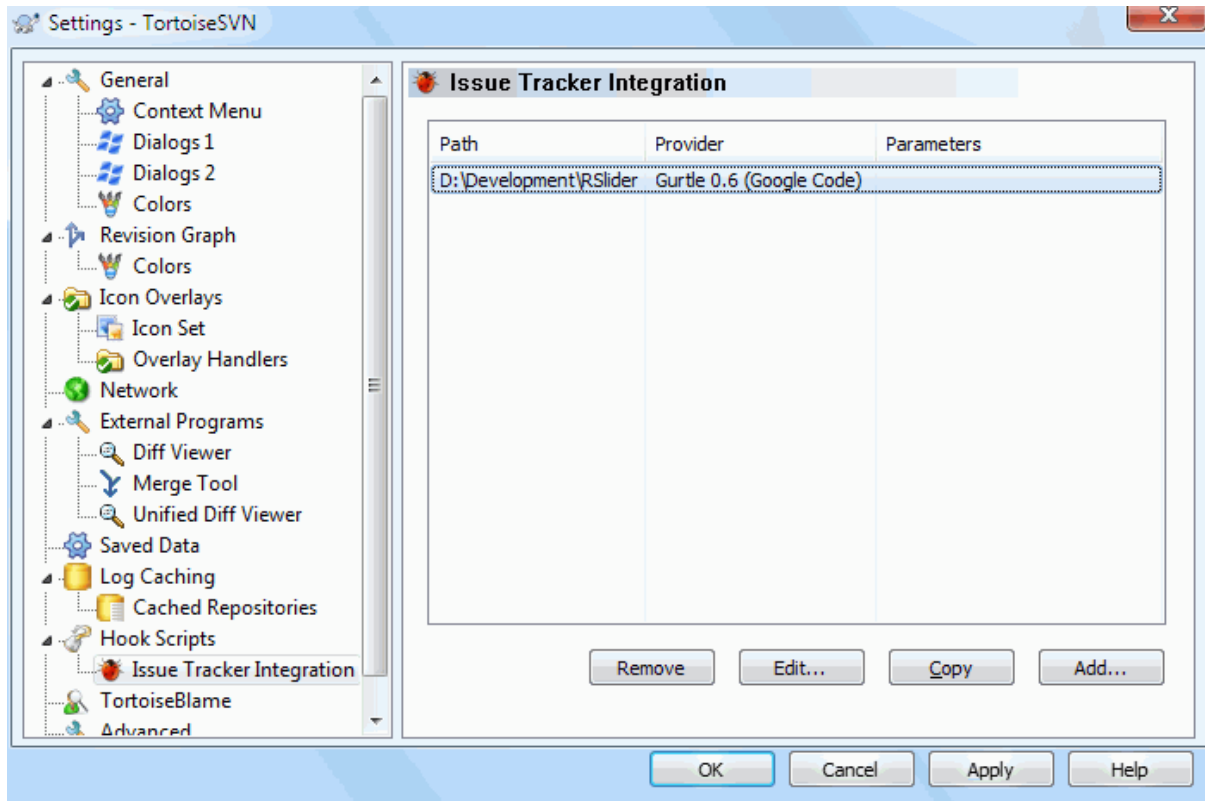 Settings - TortoiseSVN
General
Context Menu
Dialogs 1
Dialogs 2
Colors
Revision Graph
Colors
Icon Overlays
Icon Set
Overlay Handlers
Network
External Programs
Diff Viewer
Merge Tool
Unified Diff Viewer
Saved Data
Log Caching
Cached Repositories
Hook Scripts
Issue Tracker Integration
TortoiseBlame
Advanced
Issue Tracker Integration
Path Provider Parameters
D:\Development\RSlider Gurtle 0.6 (Google Code)
Remove Edit... Copy Add...
OK Cancel Apply Help